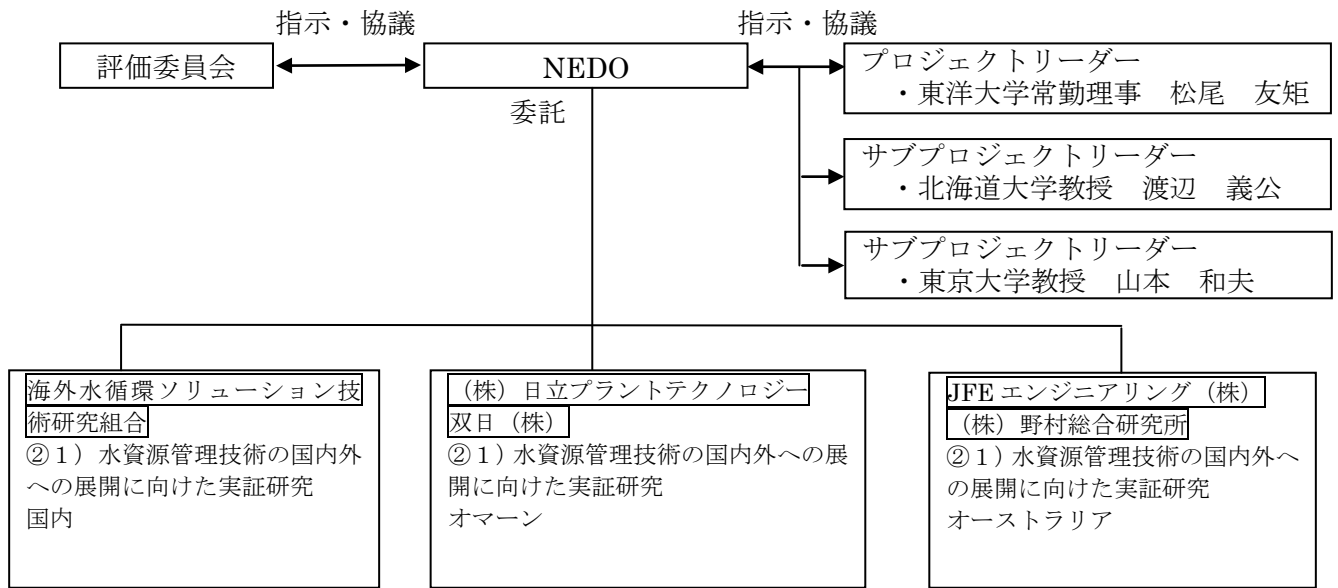 指示・協議
指示・協議
評価委員会
NEDO
委託
プロジェクトリーダー
・東洋大学常勤理事　松尾　友矩
サブプロジェクトリーダー
・北海道大学教授　渡辺　義公
サブプロジェクトリーダー
・東京大学教授　山本　和夫
海外水循環ソリューション技
術研究組合
②１）水資源管理技術の国内外
への展開に向けた実証研究
国内
（株）日立プラントテクノロジー
双日（株）
②１）水資源管理技術の国内外への展
開に向けた実証研究
オマーン
JFE エンジニアリング（株）
（株）野村総合研究所
②１）水資源管理技術の国内外へ
の展開に向けた実証研究
オーストラリア